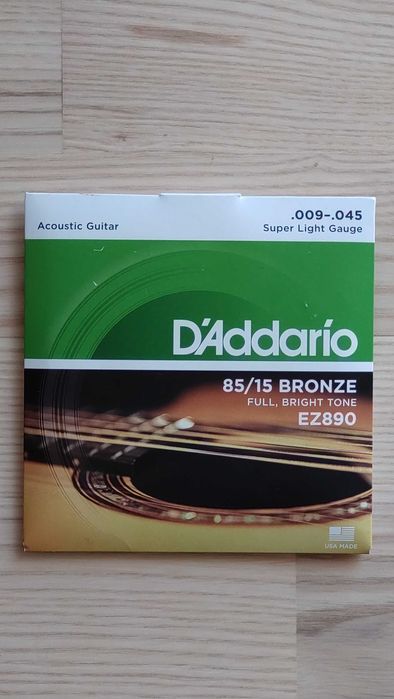 Acoustic Guitar
.009-.045
Super Light Gauge
D'Addario
85/15 BRONZE
FULL, BRIGHT TONE
EZ890
USA MADE